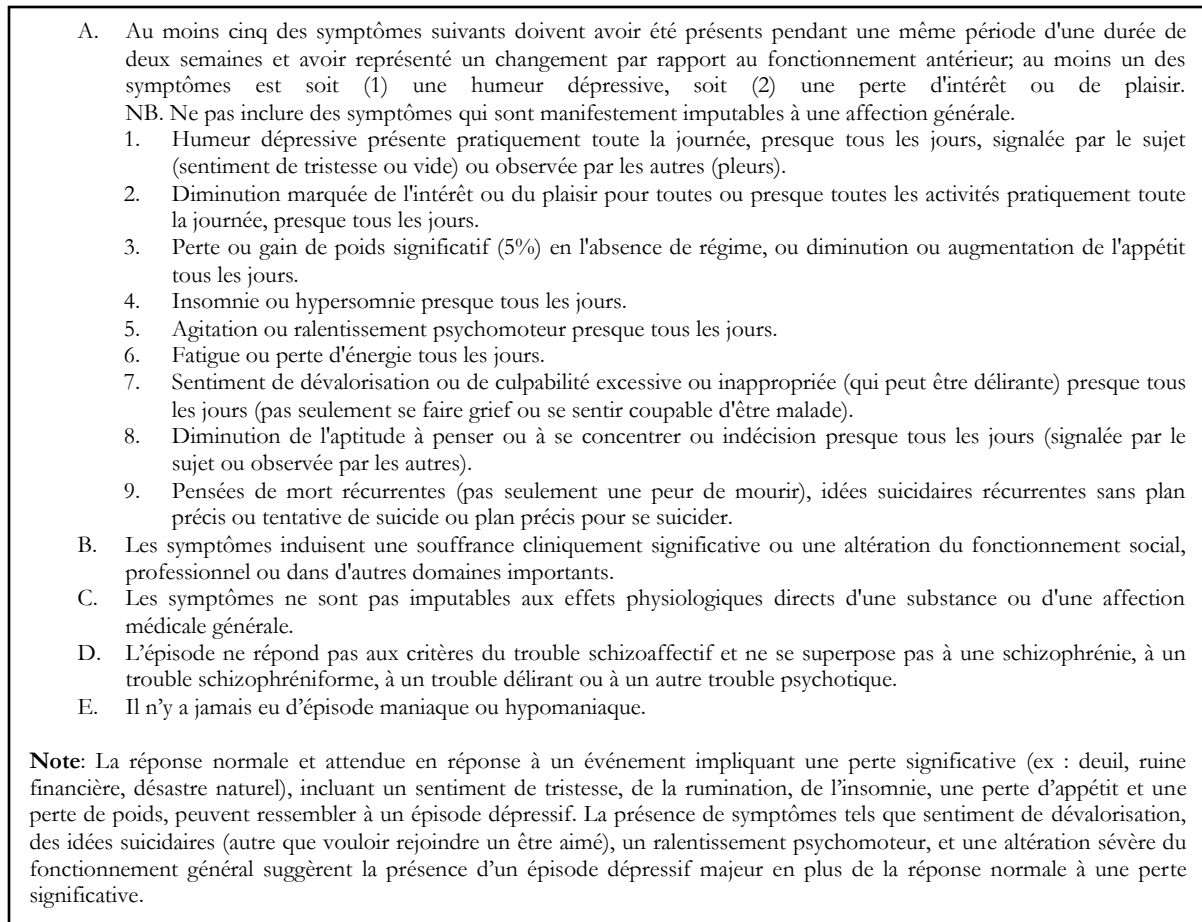 A. Au moins cinq des symptômes suivants doivent avoir été présents pendant une même période d'une durée de
deux semaines et avoir représenté un changement par rapport au fonctionnement antérieur; au moins un des
symptômes est soit (1) une humeur dépressive, soit (2) une perte d'intérêt ou de plaisir.
NB. Ne pas inclure des symptômes qui sont manifestement imputables à une affection générale.
1. Humeur dépressive présente pratiquement toute la journée, presque tous les jours, signalée par le sujet
(sentiment de tristesse ou vide) ou observée par les autres (pleurs).
2. Diminution marquée de l'intérêt ou du plaisir pour toutes ou presque toutes les activités pratiquement toute
la journée, presque tous les jours.
3. Perte ou gain de poids significatif (5%) en l'absence de régime, ou diminution ou augmentation de l'appétit
tous les jours.
4. Insomnie ou hypersomnie presque tous les jours.
5. Agitation ou ralentissement psychomoteur presque tous les jours.
6. Fatigue ou perte d'énergie tous les jours.
7. Sentiment de dévalorisation ou de culpabilité excessive ou inappropriée (qui peut être délirante) presque tous
les jours (pas seulement se faire grief ou se sentir coupable d'être malade).
8. Diminution de l'aptitude à penser ou à se concentrer ou indécision presque tous les jours (signalée par le
sujet ou observée par les autres).
9. Pensées de mort récurrentes (pas seulement une peur de mourir), idées suicidaires récurrentes sans plan
précis ou tentative de suicide ou plan précis pour se suicider.
B. Les symptômes induisent une souffrance cliniquement significative ou une altération du fonctionnement social,
professionnel ou dans d'autres domaines importants.
C. Les symptômes ne sont pas imputables aux effets physiologiques directs d'une substance ou d'une affection
médicale générale.
D. L’épisode ne répond pas aux critères du trouble schizoaffectif et ne se superpose pas à une schizophrénie, à un
trouble schizophréniforme, à un trouble délirant ou à un autre trouble psychotique.
E. Il n’y a jamais eu d’épisode maniaque ou hypomaniaque.
Note: La réponse normale et attendue en réponse à un événement impliquant une perte significative (ex : deuil, ruine
financière, désastre naturel), incluant un sentiment de tristesse, de la rumination, de l’insomnie, une perte d’appétit et une
perte de poids, peuvent ressembler à un épisode dépressif. La présence de symptômes tels que sentiment de dévalorisation,
des idées suicidaires (autre que vouloir rejoindre un être aimé), un ralentissement psychomoteur, et une altération sévère du
fonctionnement général suggèrent la présence d’un épisode dépressif majeur en plus de la réponse normale à une perte
significative.